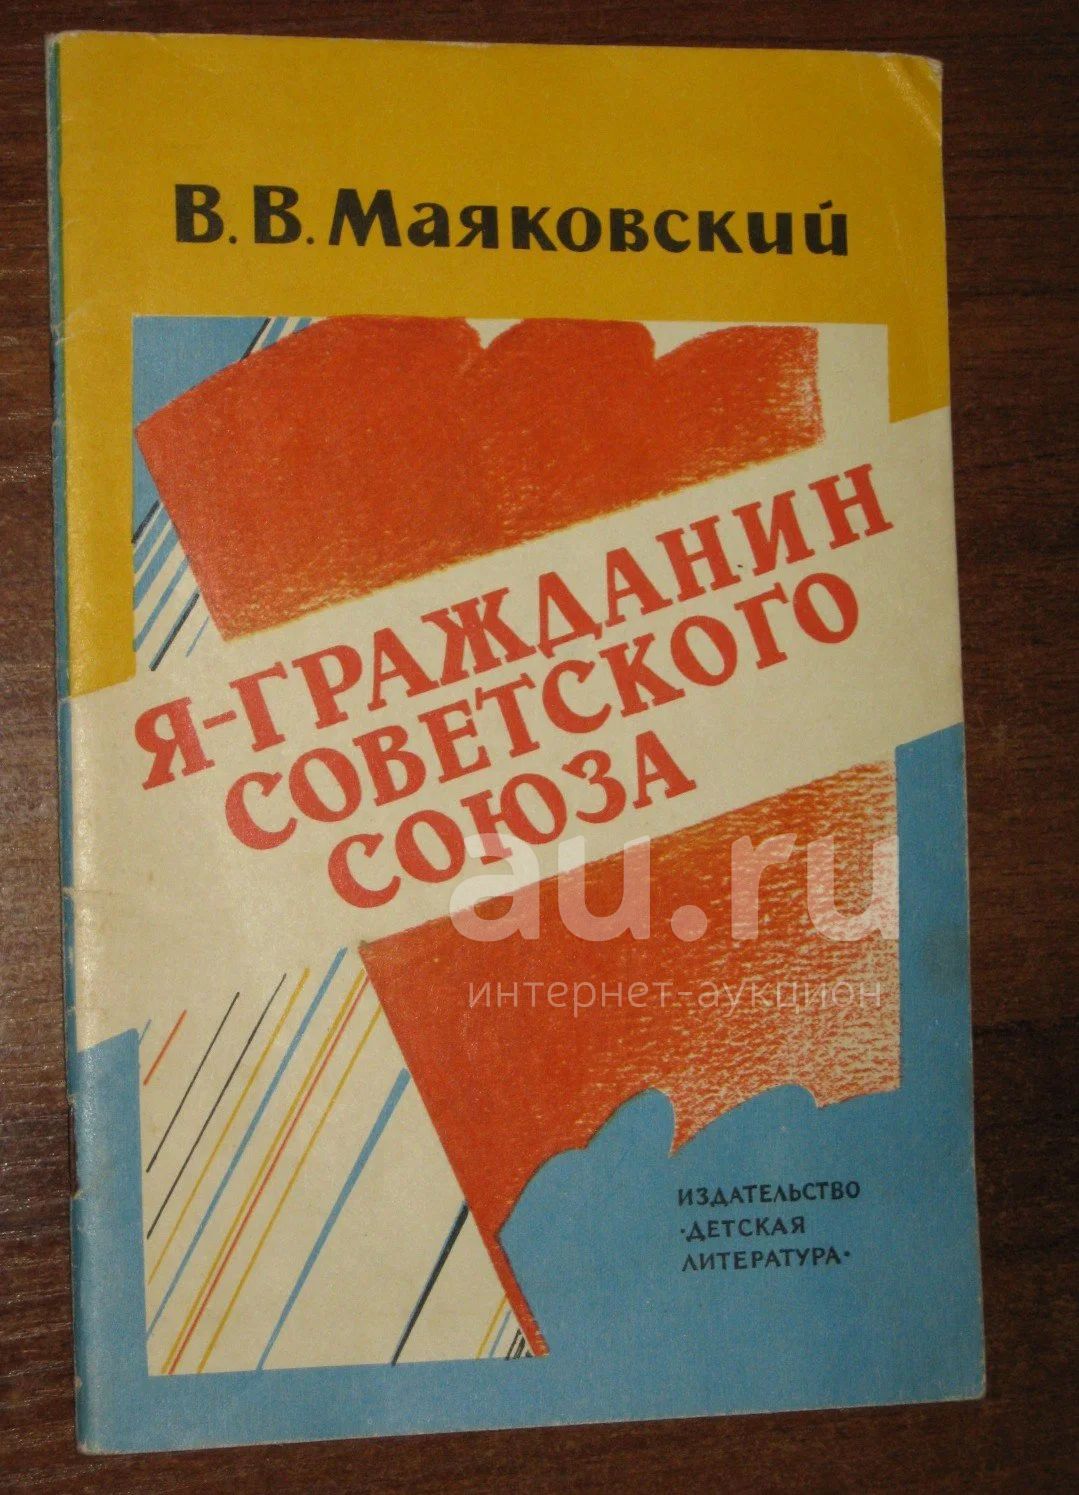 В. В. Маяковский
Я-ГРАЖДАНИН
СОВЕТСКОГО
СОЮЗА
au.ru
интернет-аукцион
ИЗДАТЕЛЬСТВО
·ДЕТСКАЯ
ЛИТЕРАТУРА·